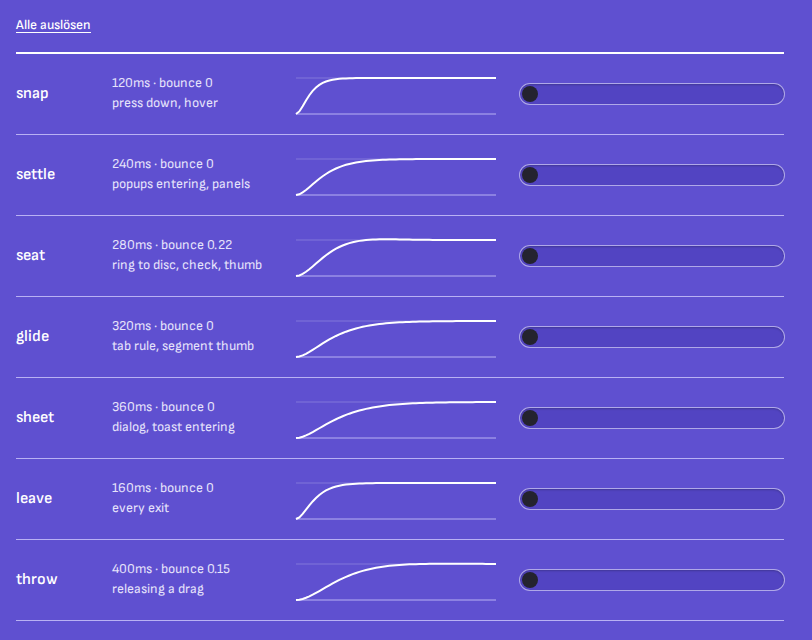 Alle auslösen
snap
120ms · bounce 0
press down, hover
settle
240ms · bounce 0
popups entering, panels
seat
280ms · bounce 0.22
ring to disc, check, thumb
glide
320ms · bounce 0
tab rule, segment thumb
sheet
360ms · bounce 0
dialog, toast entering
leave
160ms · bounce 0
every exit
throw
400ms · bounce 0.15
releasing a drag